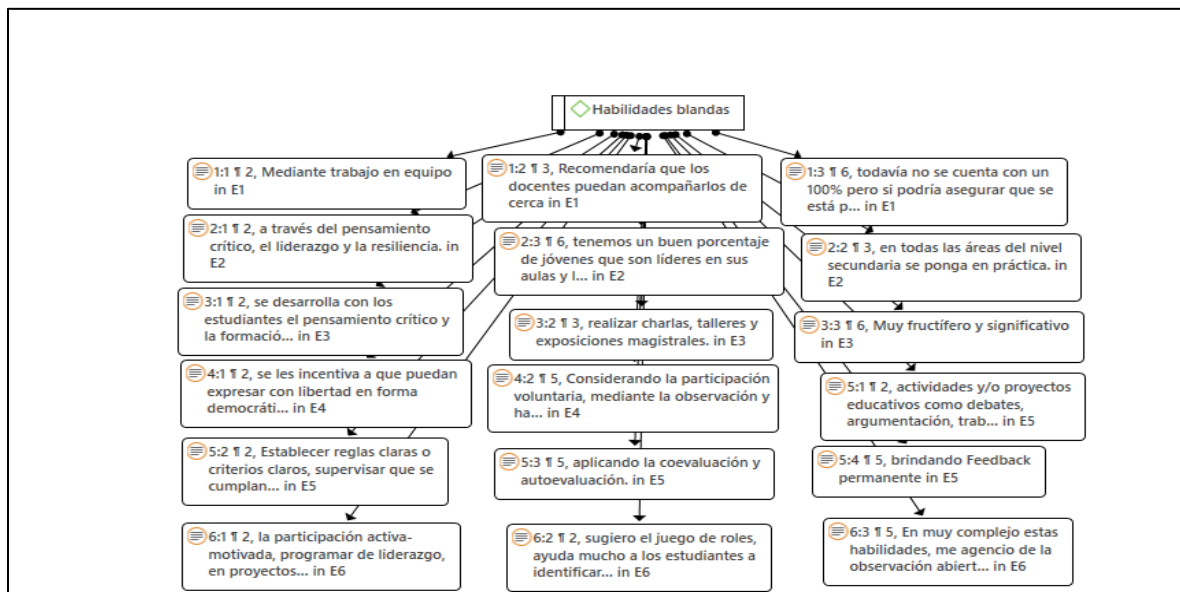 Habilidades blandas
1:1 ¶ 2, Mediante trabajo en equipo
in E1
1:2 ¶ 3, Recomendaría que los
docentes puedan acompañarlos de
cerca in E1
1:3 ¶ 6, todavía no se cuenta con un
100% pero si podría asegurar que se
está p... in E1
2:1 ¶ 2, a través del pensamiento
crítico, el liderazgo y la resiliencia. in
E2
2:3 ¶ 6, tenemos un buen porcentaje
de jóvenes que son líderes en sus
aulas y l... in E2
2:2 ¶ 3, en todas las áreas del nivel
secundaria se ponga en práctica. in
E2
3:1 ¶ 2, se desarrolla con los
estudiantes el pensamiento crítico y
la formació... in E3
3:2 ¶ 3, realizar charlas, talleres y
exposiciones magistrales. in E3
3:3 ¶ 6, Muy fructífero y significativo
in E3
4:1 ¶ 2, se les incentiva a que puedan
expresar con libertad en forma
democráti... in E4
4:2 ¶ 5, Considerando la participación
voluntaria, mediante la observación y
ha... in E4
5:1 ¶ 2, actividades y/o proyectos
educativos como debates,
argumentación, trab... in E5
5:2 ¶ 2, Establecer reglas claras o
criterios claros, supervisar que se
cumplan... in E5
5:3 ¶ 5, aplicando la coevaluación y
autoevaluación. in E5
5:4 ¶ 5, brindando Feedback
permanente in E5
6:1 ¶ 2, la participación activa-
motivada, programar de liderazgo,
en proyectos... in E6
6:2 ¶ 2, sugiero el juego de roles,
ayuda mucho a los estudiantes a
identificar... in E6
6:3 ¶ 5, En muy complejo estas
habilidades, me agencio de la
observación abiert... in E6